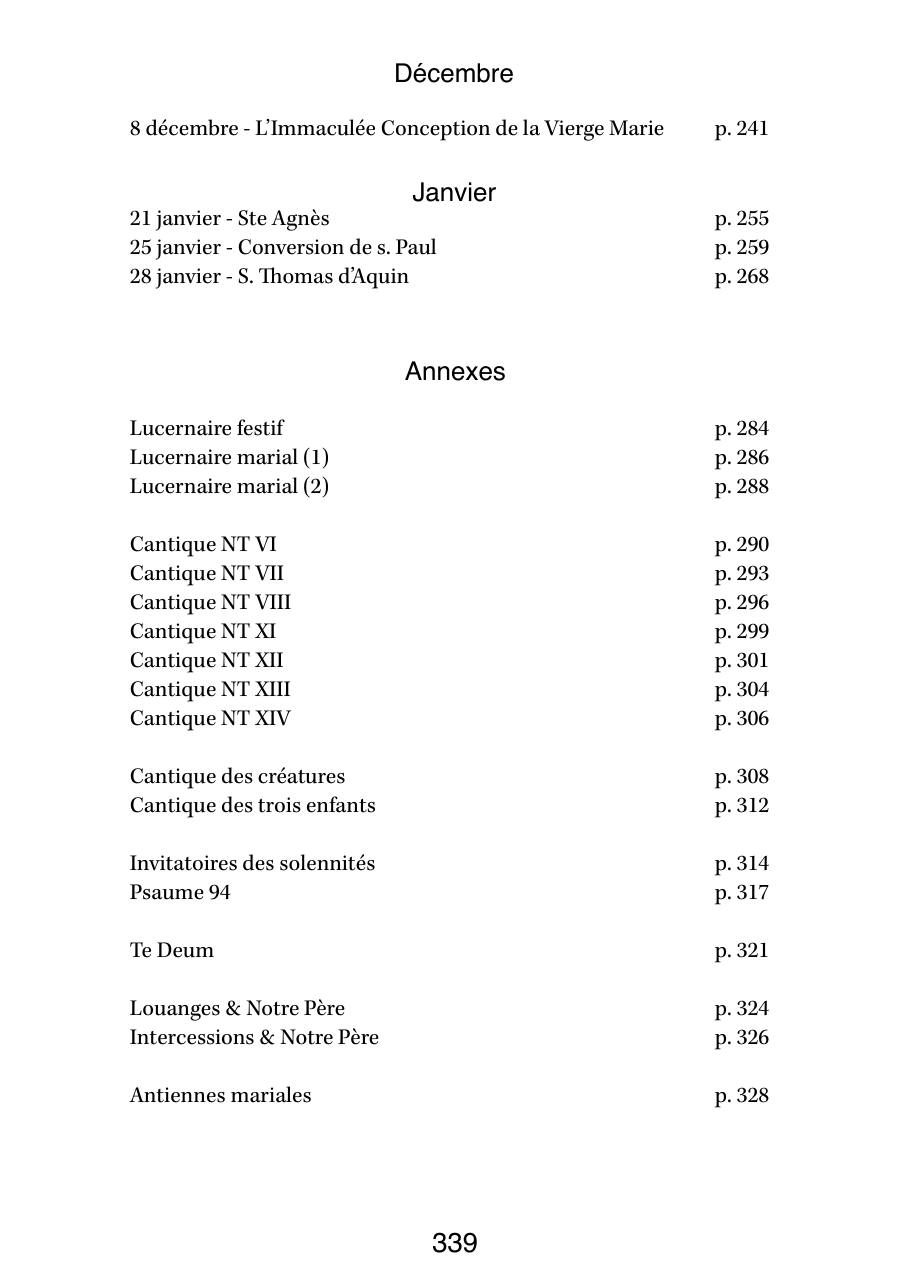 Décembre
8 décembre - L’Immaculée Conception de la Vierge Marie p. 241
Janvier
21 janvier - Ste Agnès p. 255
25 janvier - Conversion de s. Paul p. 259
28 janvier - S. Thomas d’Aquin p. 268
Annexes
Lucernaire festif p. 284
Lucernaire marial (1) p. 286
Lucernaire marial (2) p. 288
Cantique NT VI p. 290
Cantique NT VII p. 293
Cantique NT VIII p. 296
Cantique NT XI p. 299
Cantique NT XII p. 301
Cantique NT XIII p. 304
Cantique NT XIV p. 306
Cantique des créatures p. 308
Cantique des trois enfants p. 312
Invitatoires des solennités p. 314
Psaume 94 p. 317
Te Deum p. 321
Louanges & Notre Père p. 324
Intercessions & Notre Père p. 326
Antiennes mariales p. 328
339